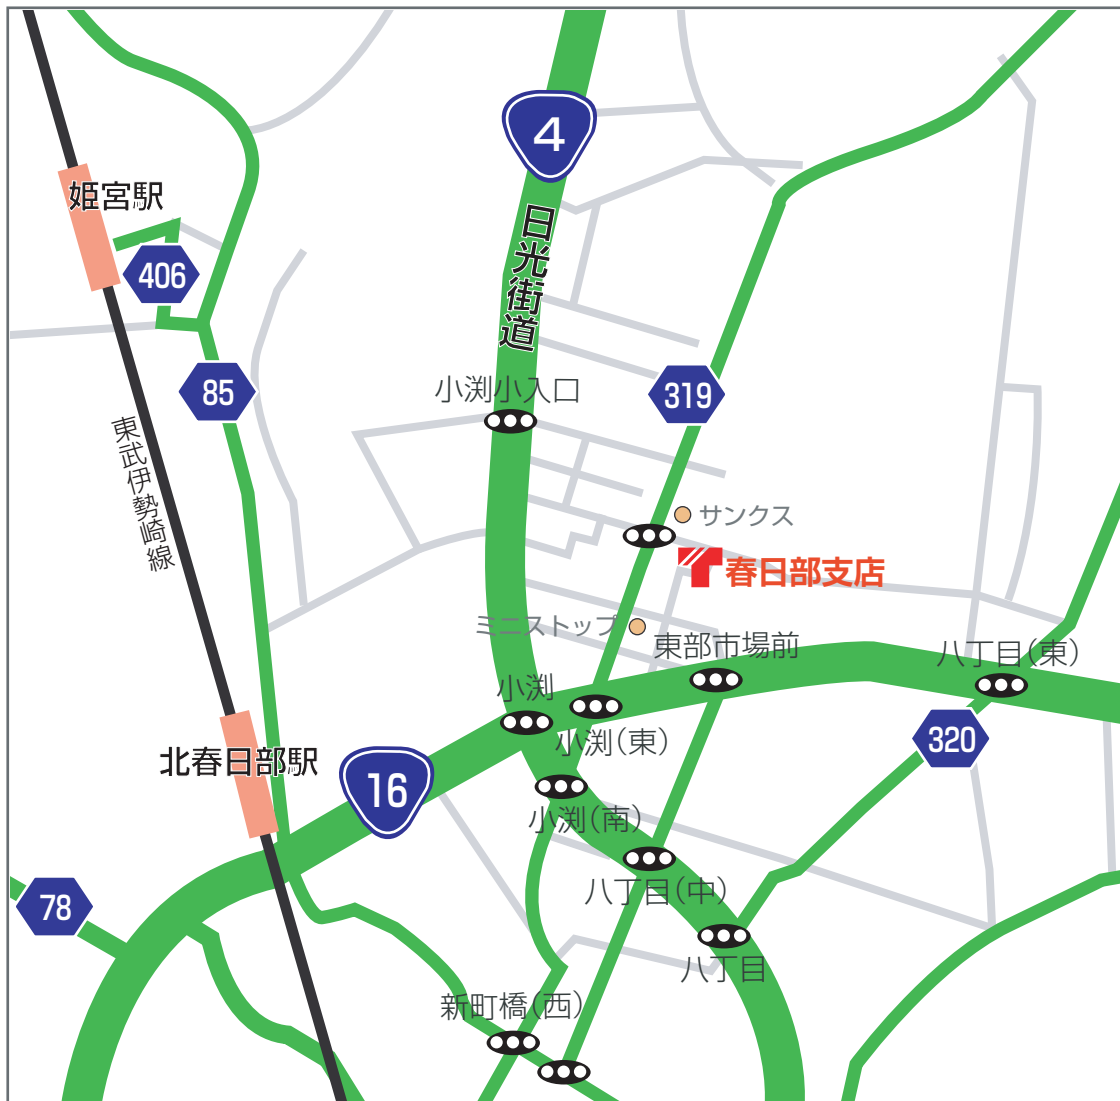 4
姫宮駅
日光街道
406
85
319
小渕小入口
東武伊勢崎線
サンクス
春日部支店
ミニストップ
東部市場前
八丁目(東)
小渕
小渕(東)
320
北春日部駅
16
小渕(南)
八丁目(中)
78
八丁目
新町橋(西)